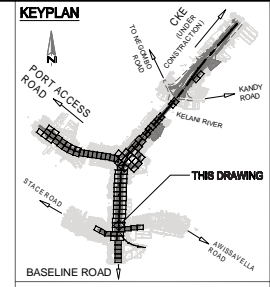 KEYPLAN
N
CKE
(UNDER
CONSTRACTION)
TO NEGOMBO
ROAD
PORT ACCESS
ROAD
KANDY
ROAD
KELANI RIVER
THIS DRAWING
STACE ROAD
AWISSAVELLA
ROAD
BASELINE ROAD